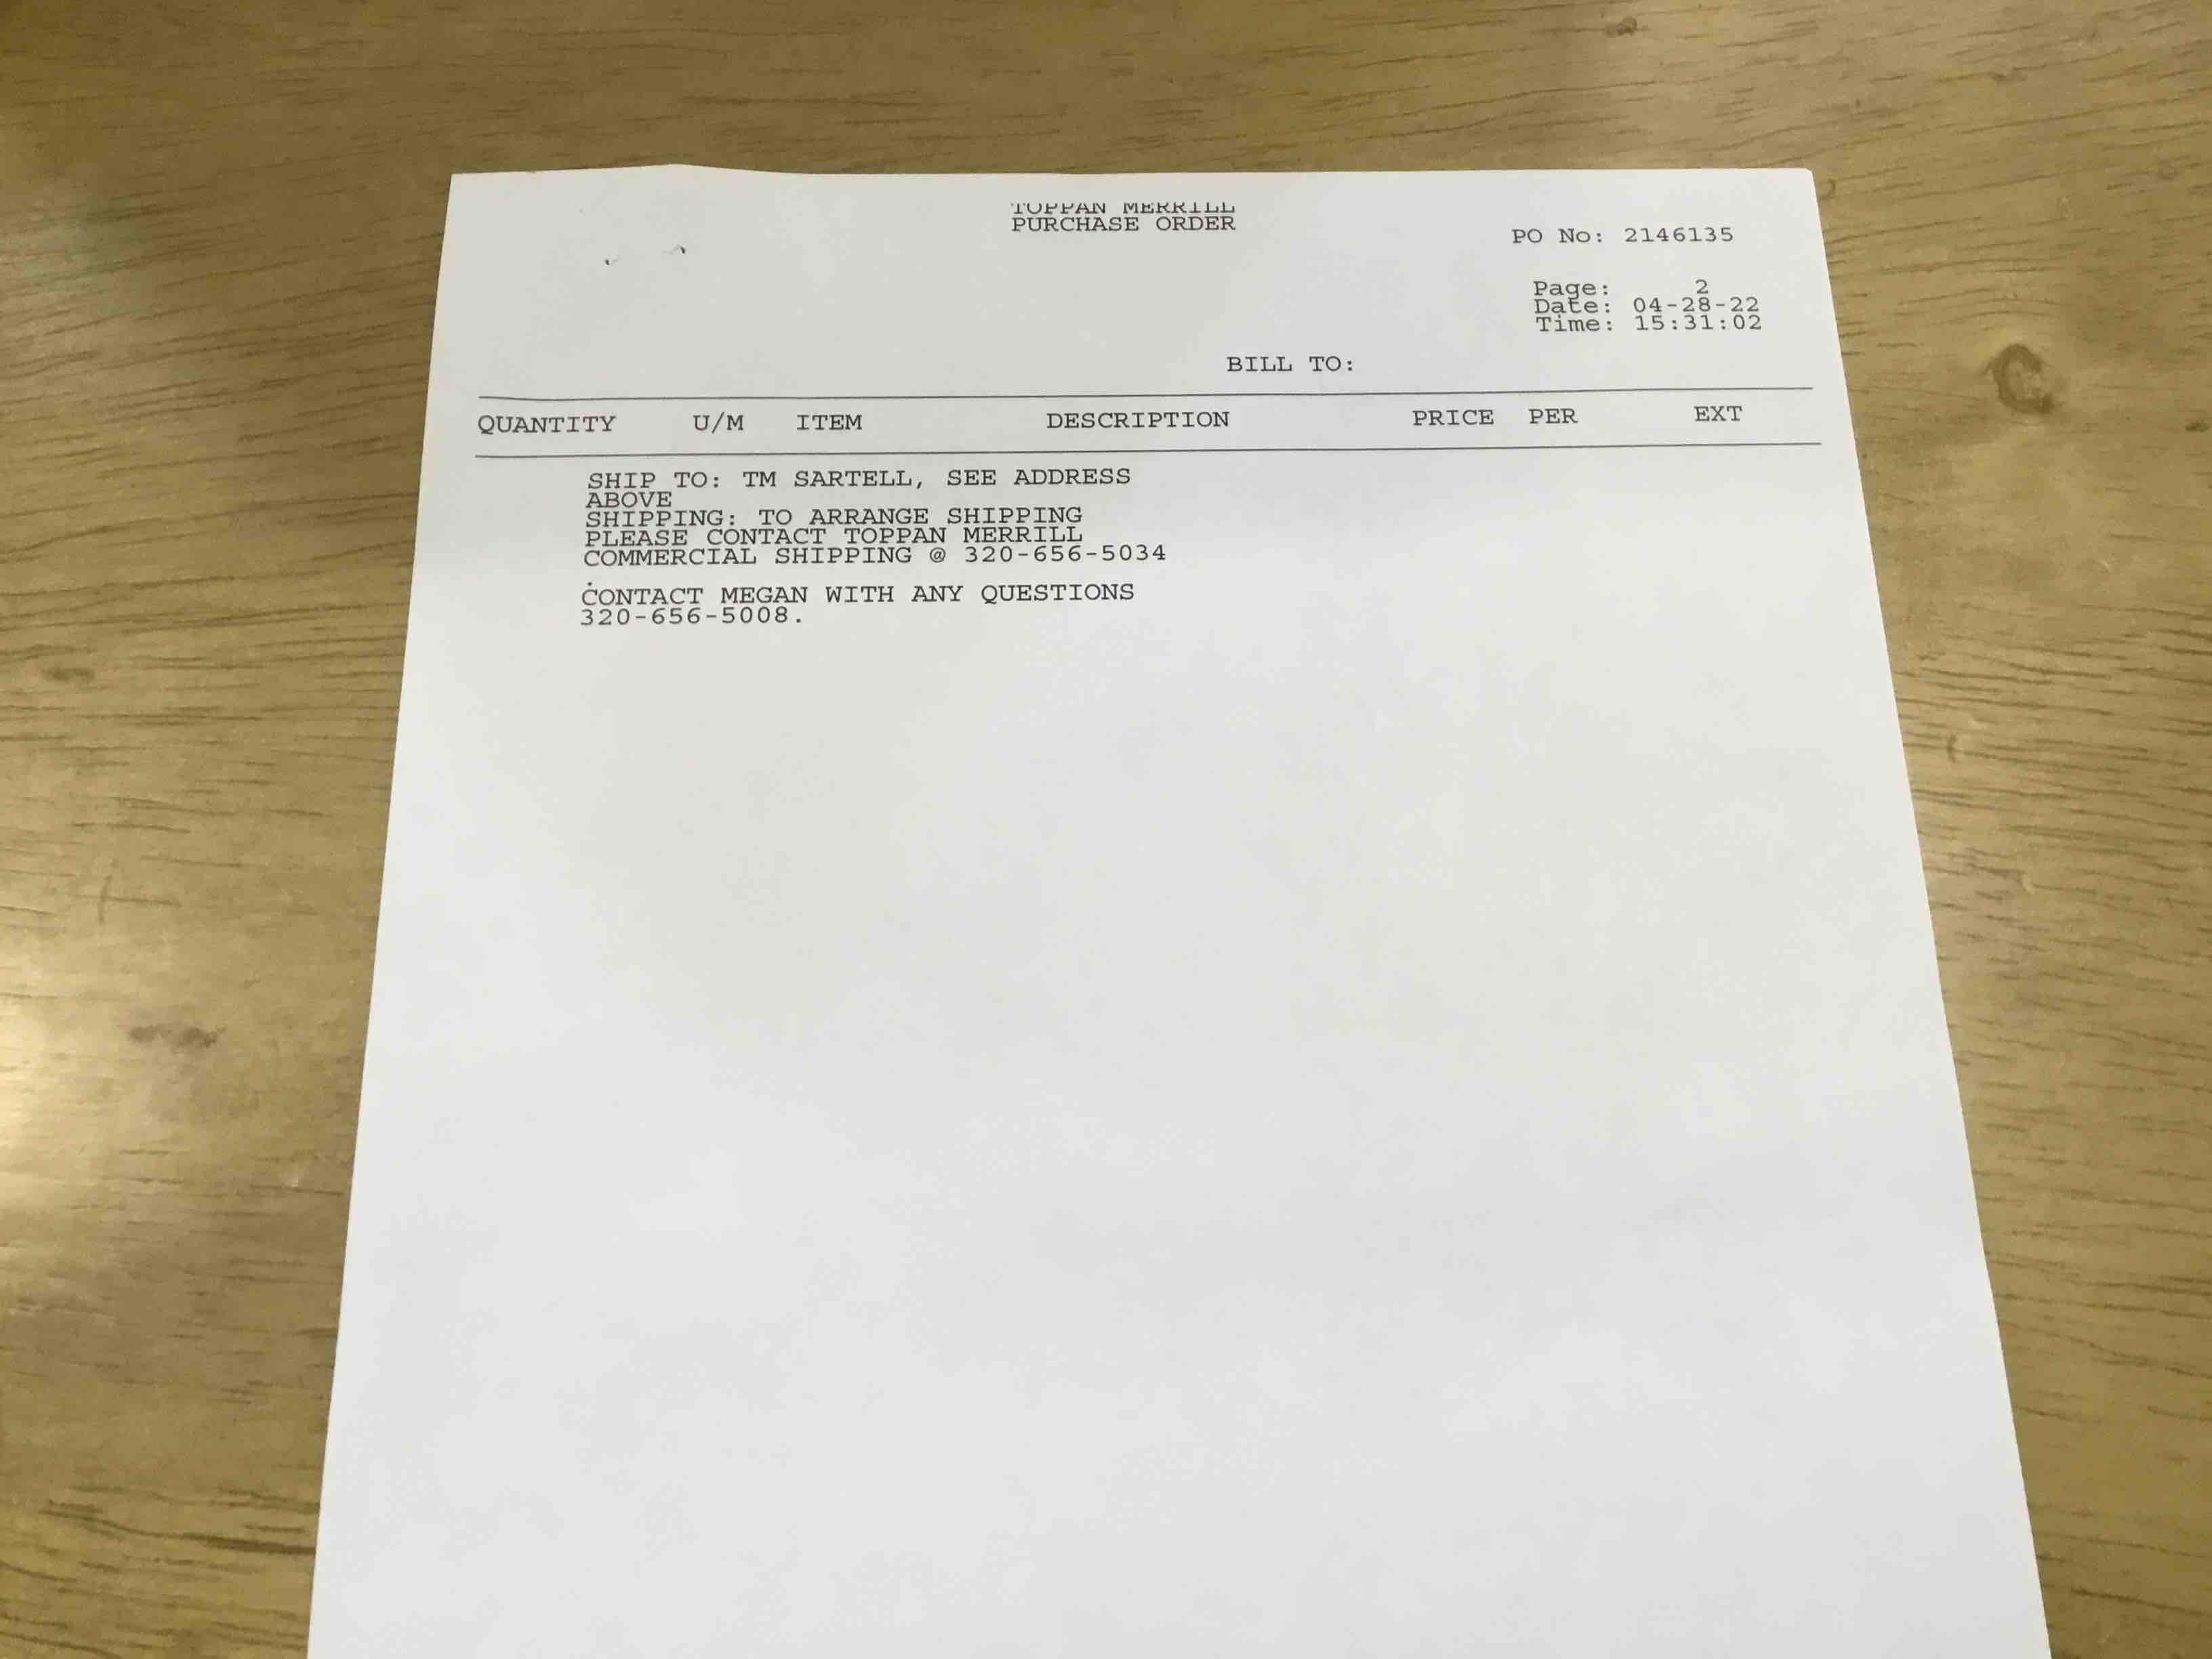 TOPPAN MERRILL
PURCHASE ORDER
PO No: 2146135
Page: 2
Date: 04-28-22
Time: 15:31:02
BILL TO:
QUANTITY U/M ITEM DESCRIPTION PRICE PER EXT
SHIP TO: TM SARTELL, SEE ADDRESS
ABOVE
SHIPPING: TO ARRANGE SHIPPING
PLEASE CONTACT TOPPAN MERRILL
COMMERCIAL SHIPPING @ 320-656-5034
.
CONTACT MEGAN WITH ANY QUESTIONS
320-656-5008.